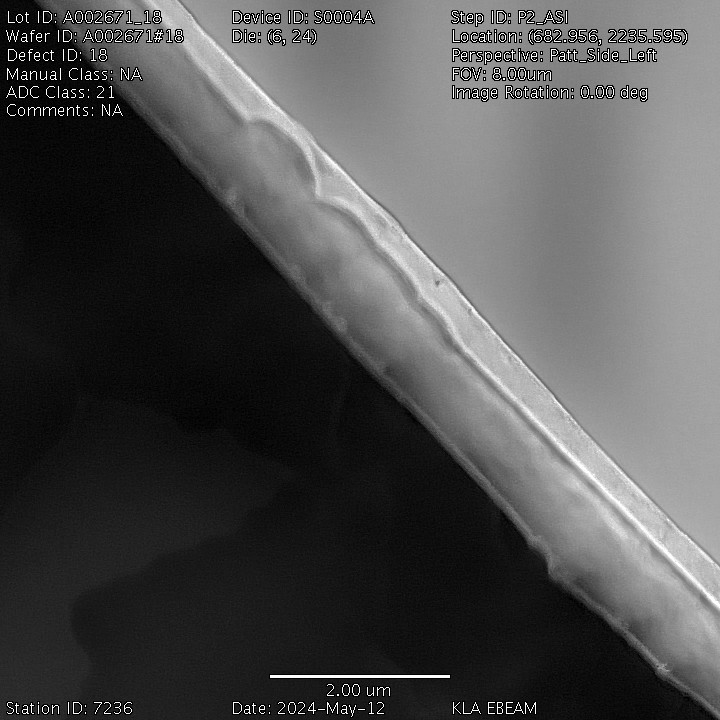 Lot ID: A002671_18
Wafer ID: A002671#18
Defect ID: 18
Manual Class: NA
ADC Class: 21
Comments: NA
Device ID: S0004A
Die: (6, 24)
Step ID: P2_ASI
Location: (682.956, 2235.595)
Perspective: Patt_Side_Left
FOV: 8.00um
Image Rotation: 0.00 deg
2.00 um
Station ID: 7236
Date: 2024-May-12
KLA EBEAM